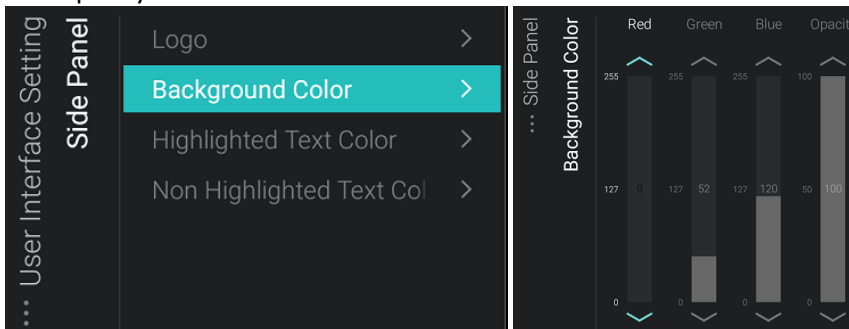 ... User Interface Setting
Side Panel
Logo
Background Color
Highlighted Text Color
Non Highlighted Text Col
... Side Panel
Background Color
Red Green Blue Opacit
255 255 255 100
127 0 127 52 127 120 50 100
0 0 0 0